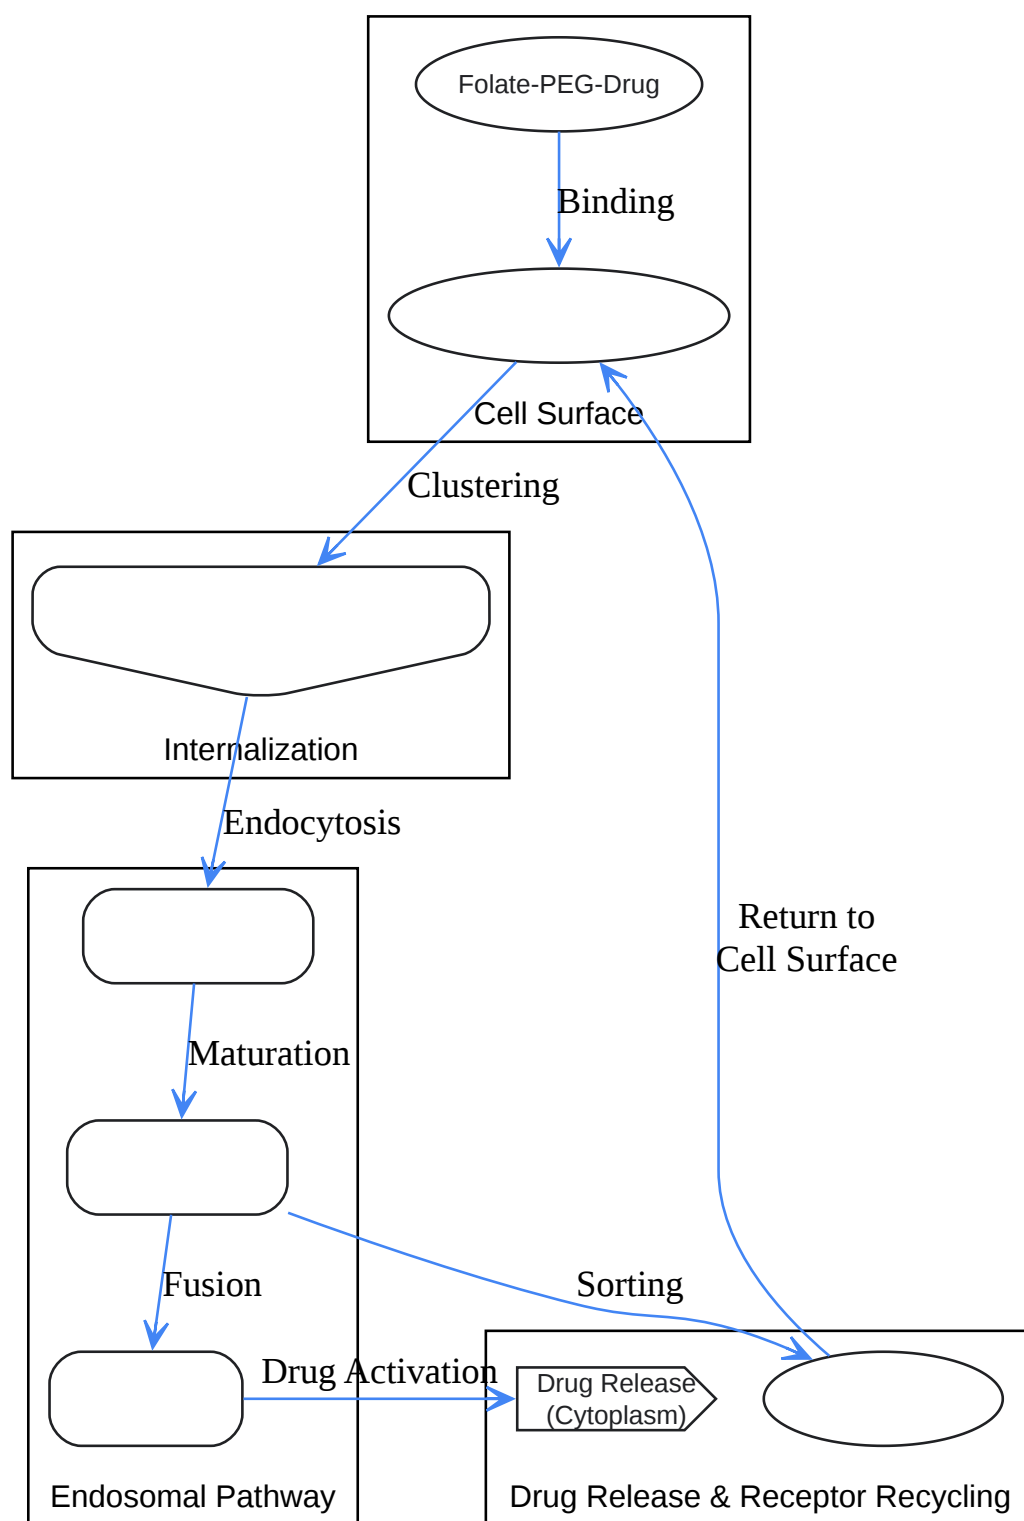 Folate-PEG-Drug
Binding
Cell Surface
Clustering
Internalization
Endocytosis
Return to
Cell Surface
Maturation
Fusion
Sorting
Drug Activation
Drug Release
(Cytoplasm)
Endosomal Pathway
Drug Release & Receptor Recycling